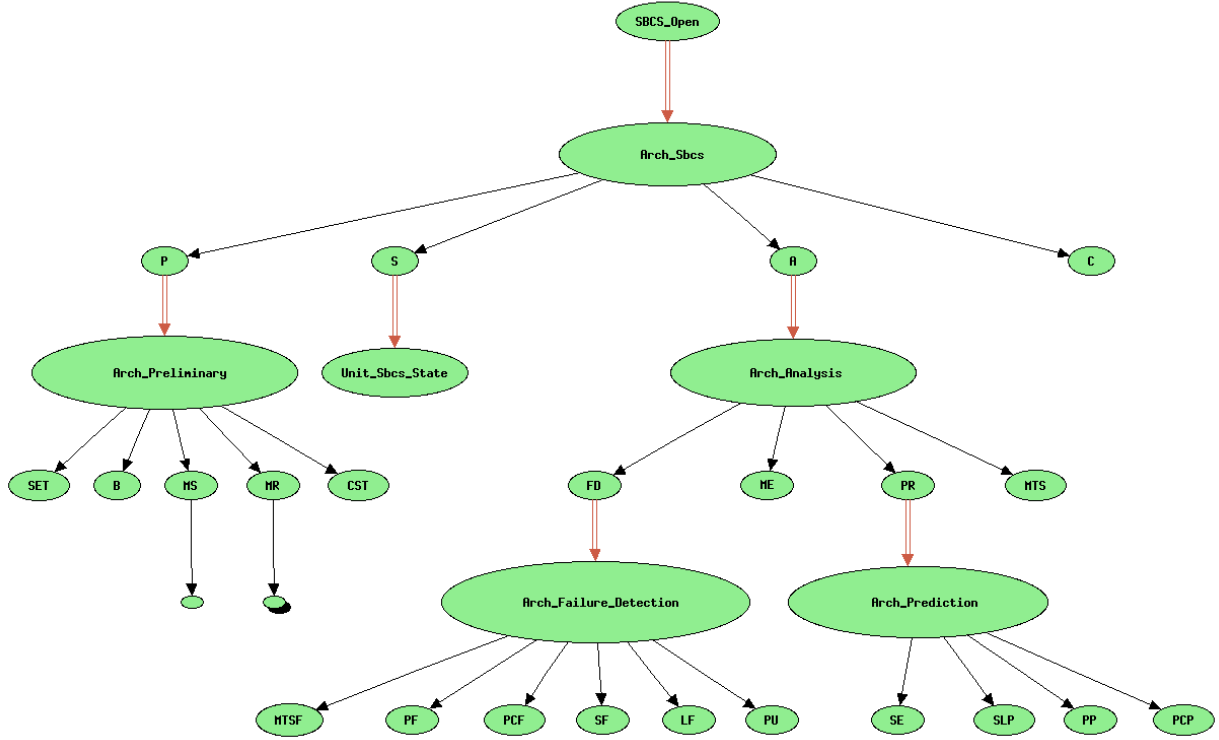 SBCS_Open
Arch_Sbcs
P
S
A
C
Arch_Preliminary
Unit_Sbcs_State
Arch_Analysis
SET
B
MS
MR
CST
FD
ME
PR
MTS
Arch_Failure_Detection
Arch_Prediction
MTSF
PF
PCF
SF
LF
PU
SE
SLP
PP
PCP